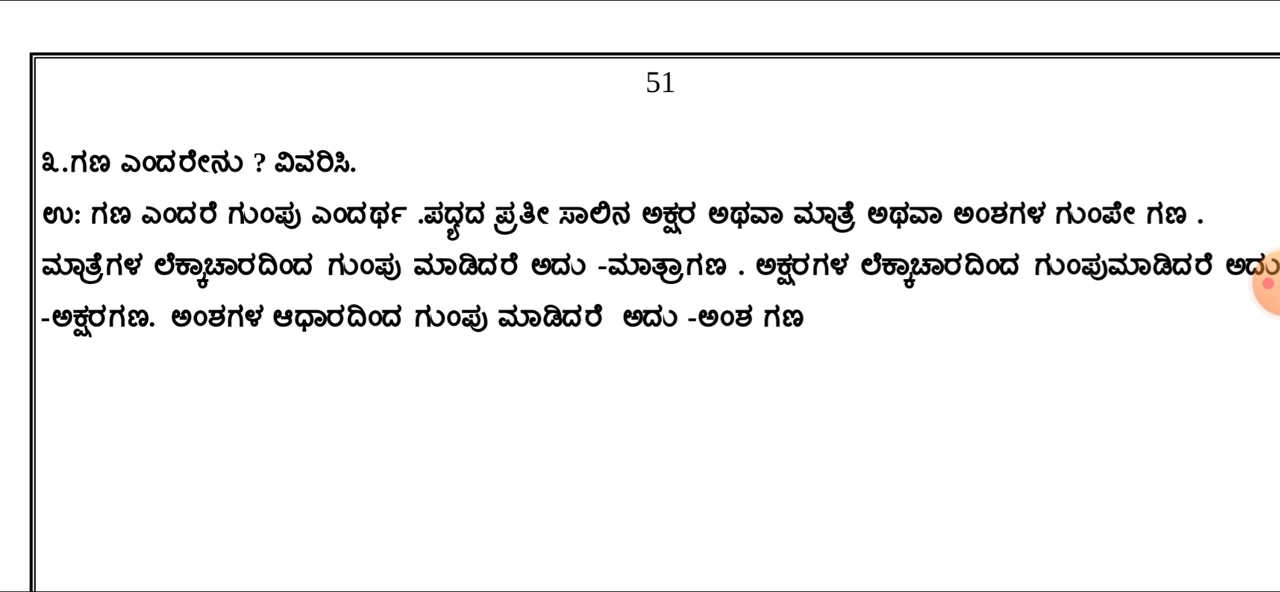 51
೩.ಗಣ ಎಂದರೇನು ? ವಿವರಿಸಿ.
ಉ: ಗಣ ಎಂದರೆ ಗುಂಪು ಎಂದರ್ಥ .ಪದ್ಯದ ಪ್ರತೀ ಸಾಲಿನ ಅಕ್ಷರ ಅಥವಾ ಮಾತ್ರೆ ಅಥವಾ ಅಂಶಗಳ ಗುಂಪೇ ಗಣ .
ಮಾತ್ರೆಗಳ ಲೆಕ್ಕಾಚಾರದಿಂದ ಗುಂಪು ಮಾಡಿದರೆ ಅದು -ಮಾತ್ರಾಗಣ . ಅಕ್ಷರಗಳ ಲೆಕ್ಕಾಚಾರದಿಂದ ಗುಂಪುಮಾಡಿದರೆ ಅದು
-ಅಕ್ಷರಗಣ. ಅಂಶಗಳ ಆಧಾರದಿಂದ ಗುಂಪು ಮಾಡಿದರೆ ಅದು -ಅಂಶ ಗಣ